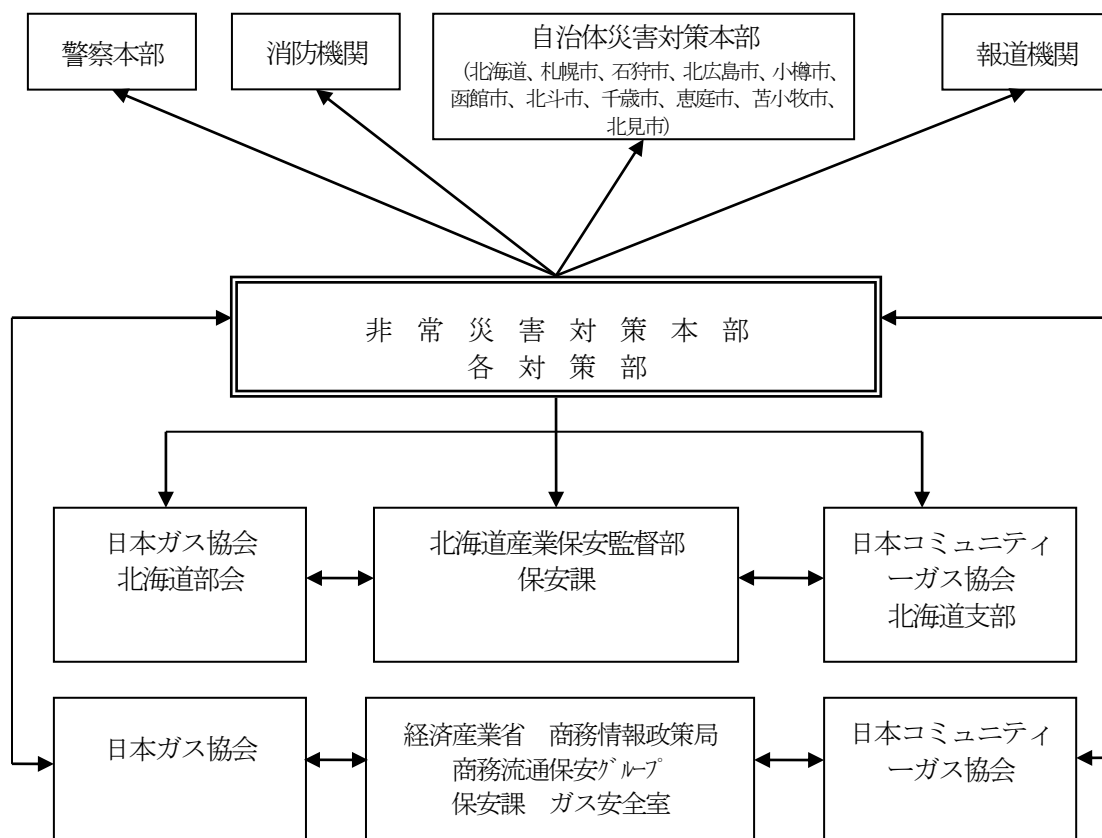 警察本部
消防機関
自治体災害対策本部
(北海道、札幌市、石狩市、北広島市、小樽市、
函館市、北斗市、千歳市、恵庭市、苫小牧市、
北見市)
報道機関
非常災害対策本部
各対策部
日本ガス協会
北海道部会
北海道産業保安監督部
保安課
日本コミュニティ
ーガス協会
北海道支部
日本ガス協会
経済産業省　商務情報政策局
商務流通保安グループ
保安課　ガス安全室
日本コミュニティ
ーガス協会